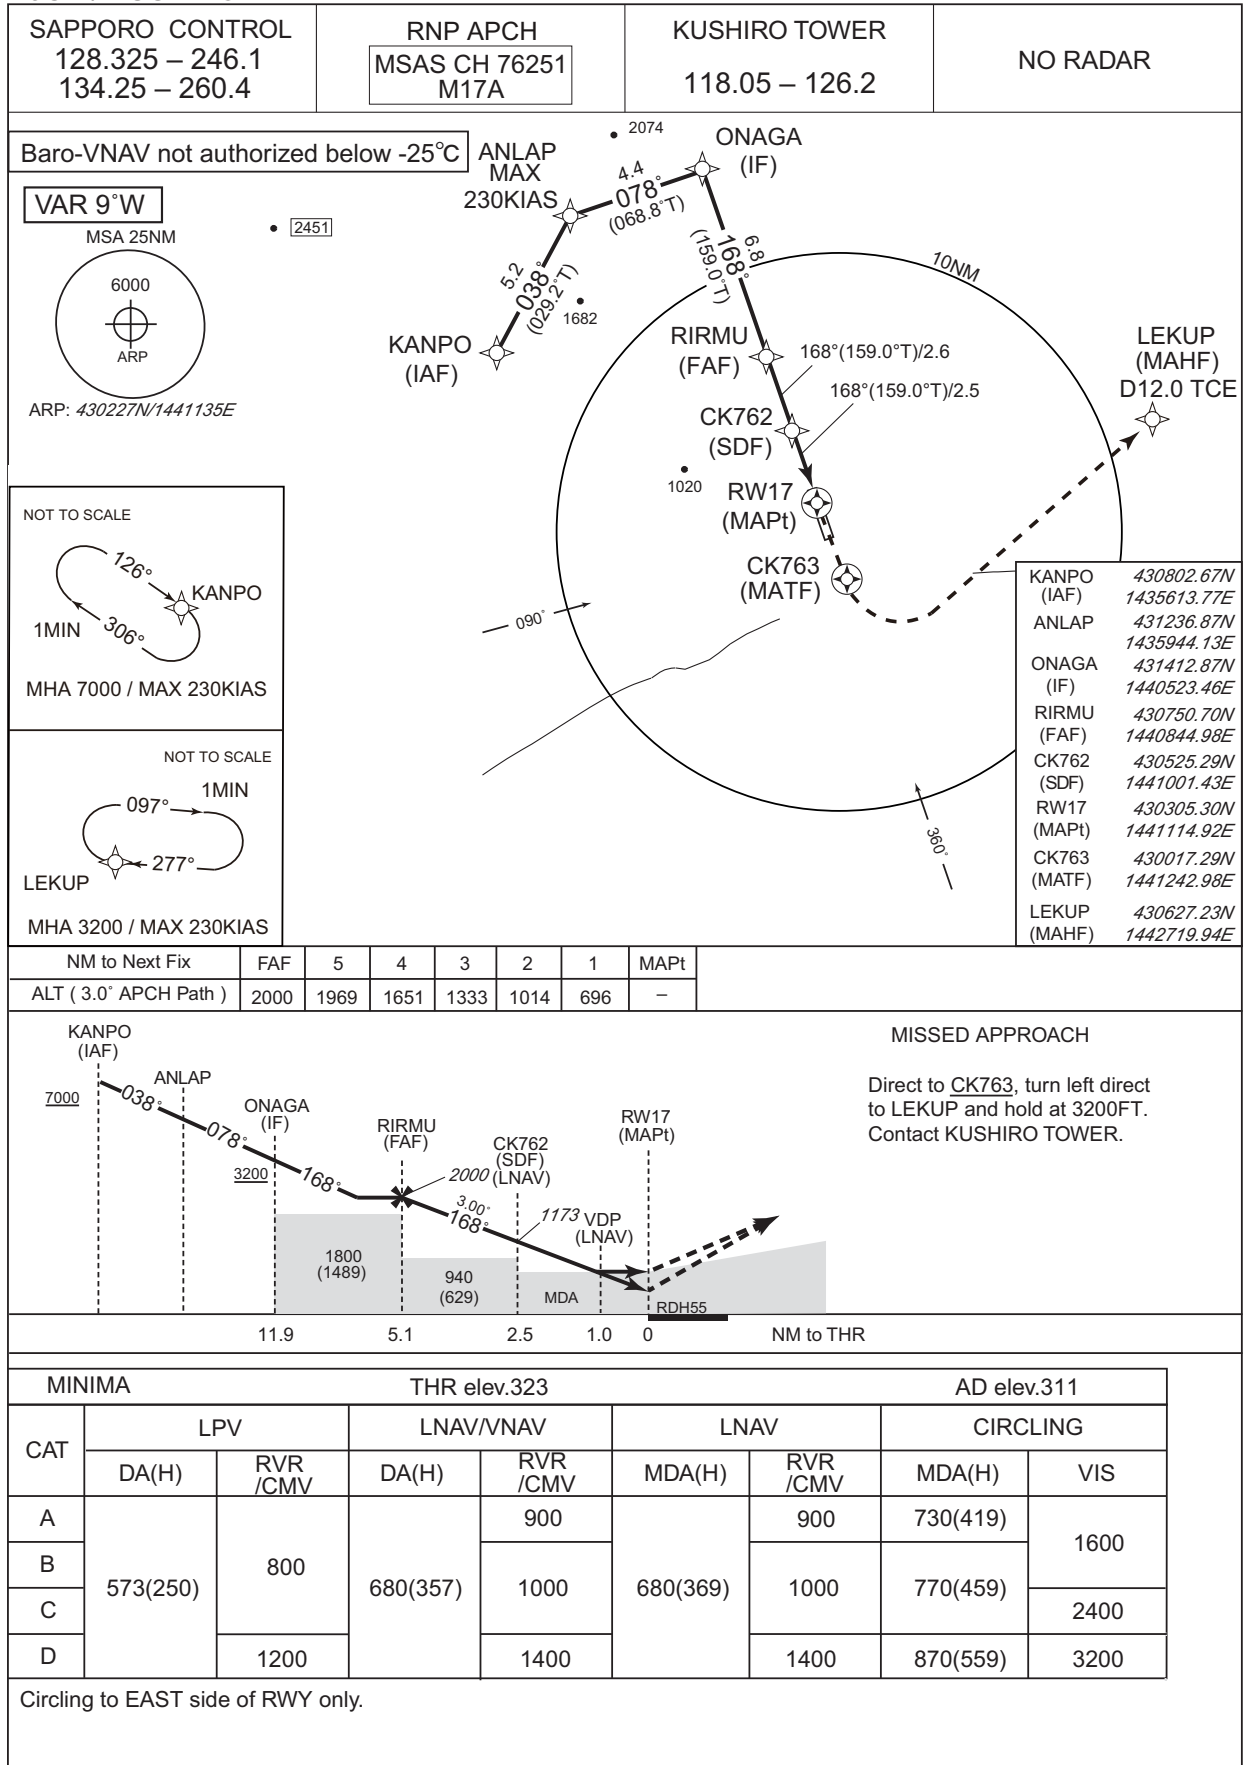 SAPPORO CONTROL
128.325 – 246.1
134.25 – 260.4
RNP APCH
MSAS CH 76251
M17A
KUSHIRO TOWER
118.05 – 126.2
NO RADAR
Baro-VNAV not authorized below -25℃
VAR 9˚W
MSA 25NM
6000
ARP
ARP: 430227N/1441135E
2451
2074
ANLAP
MAX
230KIAS
ONAGA
(IF)
4.4
078˚
(068.8˚T)
5.2
038˚
(029.2˚T)
1682
KANPO
(IAF)
6.8
168˚
(159.0˚T)
10NM
RIRMU
(FAF)
168°(159.0°T)/2.6
168°(159.0°T)/2.5
CK762
(SDF)
1020
RW17
(MAPt)
CK763
(MATF)
LEKUP
(MAHF)
D12.0 TCE
090˚
360˚
NOT TO SCALE
126°
KANPO
1MIN
306°
MHA 7000 / MAX 230KIAS
NOT TO SCALE
1MIN
097°
277°
LEKUP
MHA 3200 / MAX 230KIAS
KANPO 430802.67N
(IAF) 1435613.77E
ANLAP 431236.87N
1435944.13E
ONAGA 431412.87N
(IF) 1440523.46E
RIRMU 430750.70N
(FAF) 1440844.98E
CK762 430525.29N
(SDF) 1441001.43E
RW17 430305.30N
(MAPt) 1441114.92E
CK763 430017.29N
(MATF) 1441242.98E
LEKUP 430627.23N
(MAHF) 1442719.94E
NM to Next Fix FAF 5 4 3 2 1 MAPt
ALT ( 3.0˚ APCH Path ) 2000 1969 1651 1333 1014 696 –
KANPO
(IAF)
7000
038˚
ANLAP
078˚
ONAGA
(IF)
3200
168˚
RIRMU
(FAF)
2000
CK762
(SDF)
(LNAV)
3.00˚
168˚
1173
VDP
(LNAV)
RW17
(MAPt)
1800
(1489)
940
(629)
MDA
RDH55
11.9 5.1 2.5 1.0 0 NM to THR
MISSED APPROACH
Direct to CK763, turn left direct
to LEKUP and hold at 3200FT.
Contact KUSHIRO TOWER.
MINIMA THR elev.323 AD elev.311
CAT LPV LNAV/VNAV LNAV CIRCLING
DA(H) RVR /CMV DA(H) RVR /CMV MDA(H) RVR /CMV MDA(H) VIS
A 900 900 730(419)
1600
B
800
573(250) 680(357) 1000 680(369) 1000 770(459)
C 2400
D 1200 1400 1400 870(559) 3200
Circling to EAST side of RWY only.